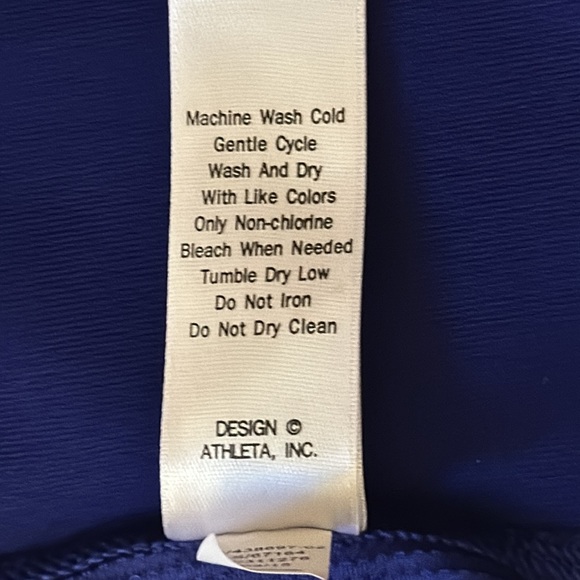 Machine Wash Cold
Gentle Cycle
Wash And Dry
With Like Colors
Only Non-chlorine
Bleach When Needed
Tumble Dry Low
Do Not Iron
Do Not Dry Clean
DESIGN ©
ATHLETA, INC.